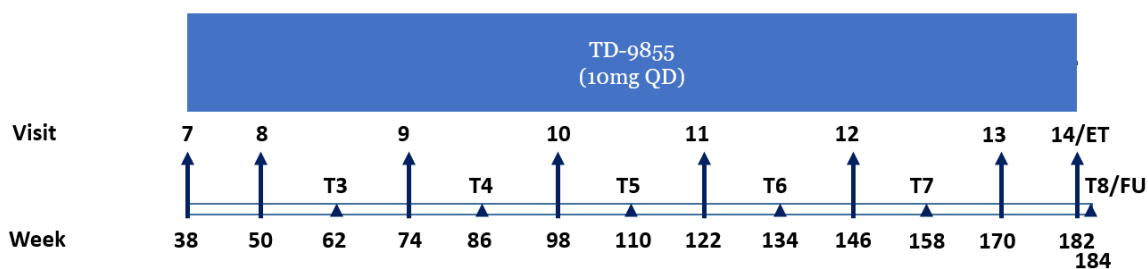 TD-9855
(10mg QD)
Visit 7 8 9 10 11 12 13 14/ET
T3 T4 T5 T6 T7 T8/FU
Week 38 50 62 74 86 98 110 122 134 146 158 170 182
184